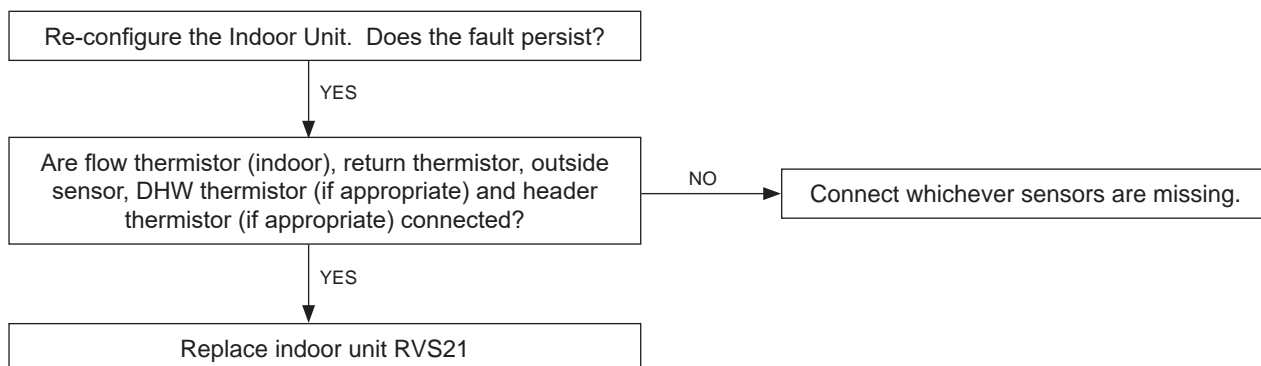 Re-configure the Indoor Unit.  Does the fault persist?
YES
Are flow thermistor (indoor), return thermistor, outside
sensor, DHW thermistor (if appropriate) and header
thermistor (if appropriate) connected?
NO
Connect whichever sensors are missing.
YES
Replace indoor unit RVS21